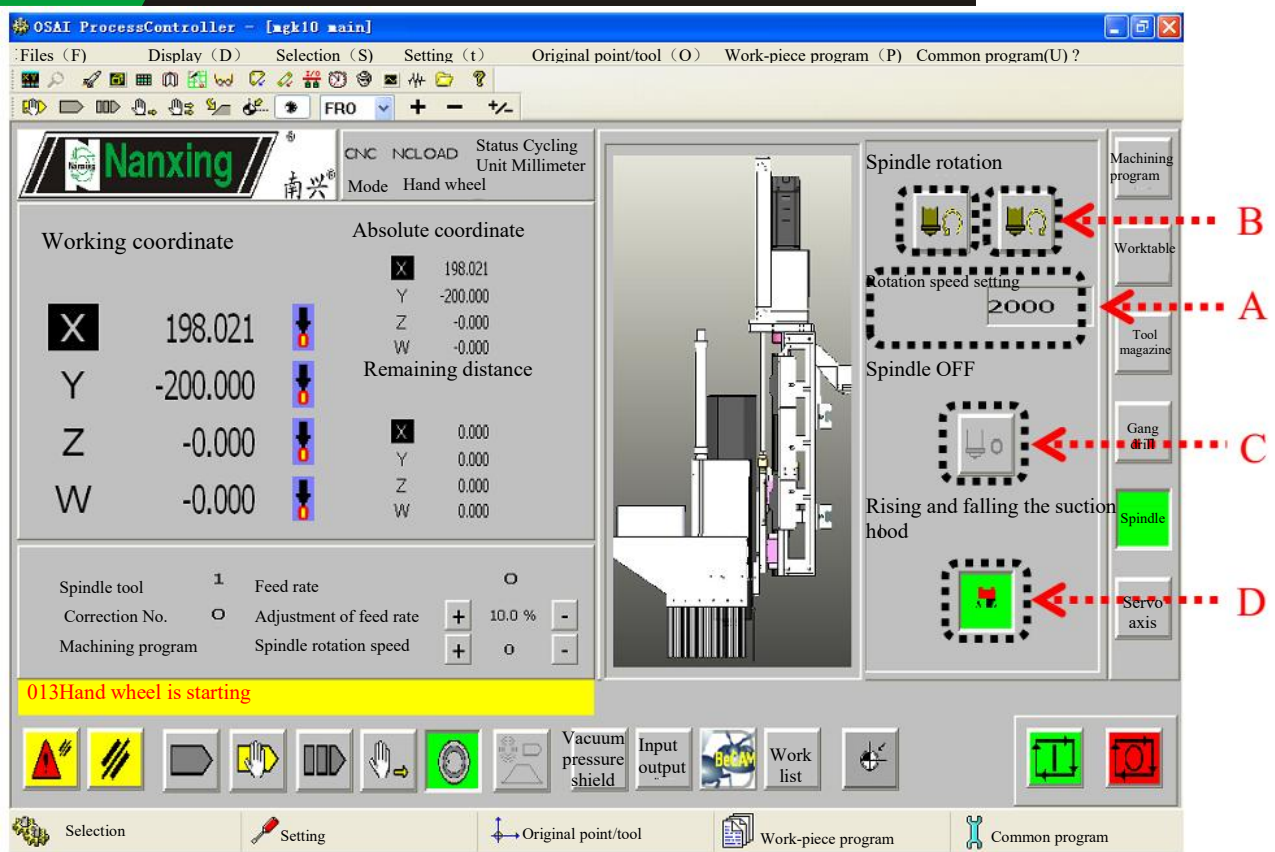 OSAI ProcessController - [mgk10 main]
Files (F) Display (D) Selection (S) Setting (t) Original point/tool (O) Work-piece program (P) Common program(U) ?
FRO + − +/-
Nanxing
Nanxing
®
南兴®
CNC NCLOAD Status Cycling
Unit Millimeter
Mode Hand wheel
Working coordinate
X 198.021 0
Y -200.000 0
Z -0.000 0
W -0.000 0
Absolute coordinate
X 198.021
Y -200.000
Z -0.000
W -0.000
Remaining distance
X 0.000
Y 0.000
Z 0.000
W 0.000
Spindle tool 1 Feed rate 0
Correction No. 0 Adjustment of feed rate + 10.0 % -
Machining program Spindle rotation speed + 0 -
013Hand wheel is starting
Spindle rotation
B
Rotation speed setting
2000
A
Spindle OFF
0
C
Rising and falling the suction
hood
D
Machining
program
Worktable
Tool
magazine
Gang
drill
Spindle
Servo
axis
Vacuum
pressure
shield
Input
output
BeCAM
Work
list
I
O
Selection Setting Original point/tool Work-piece program Common program